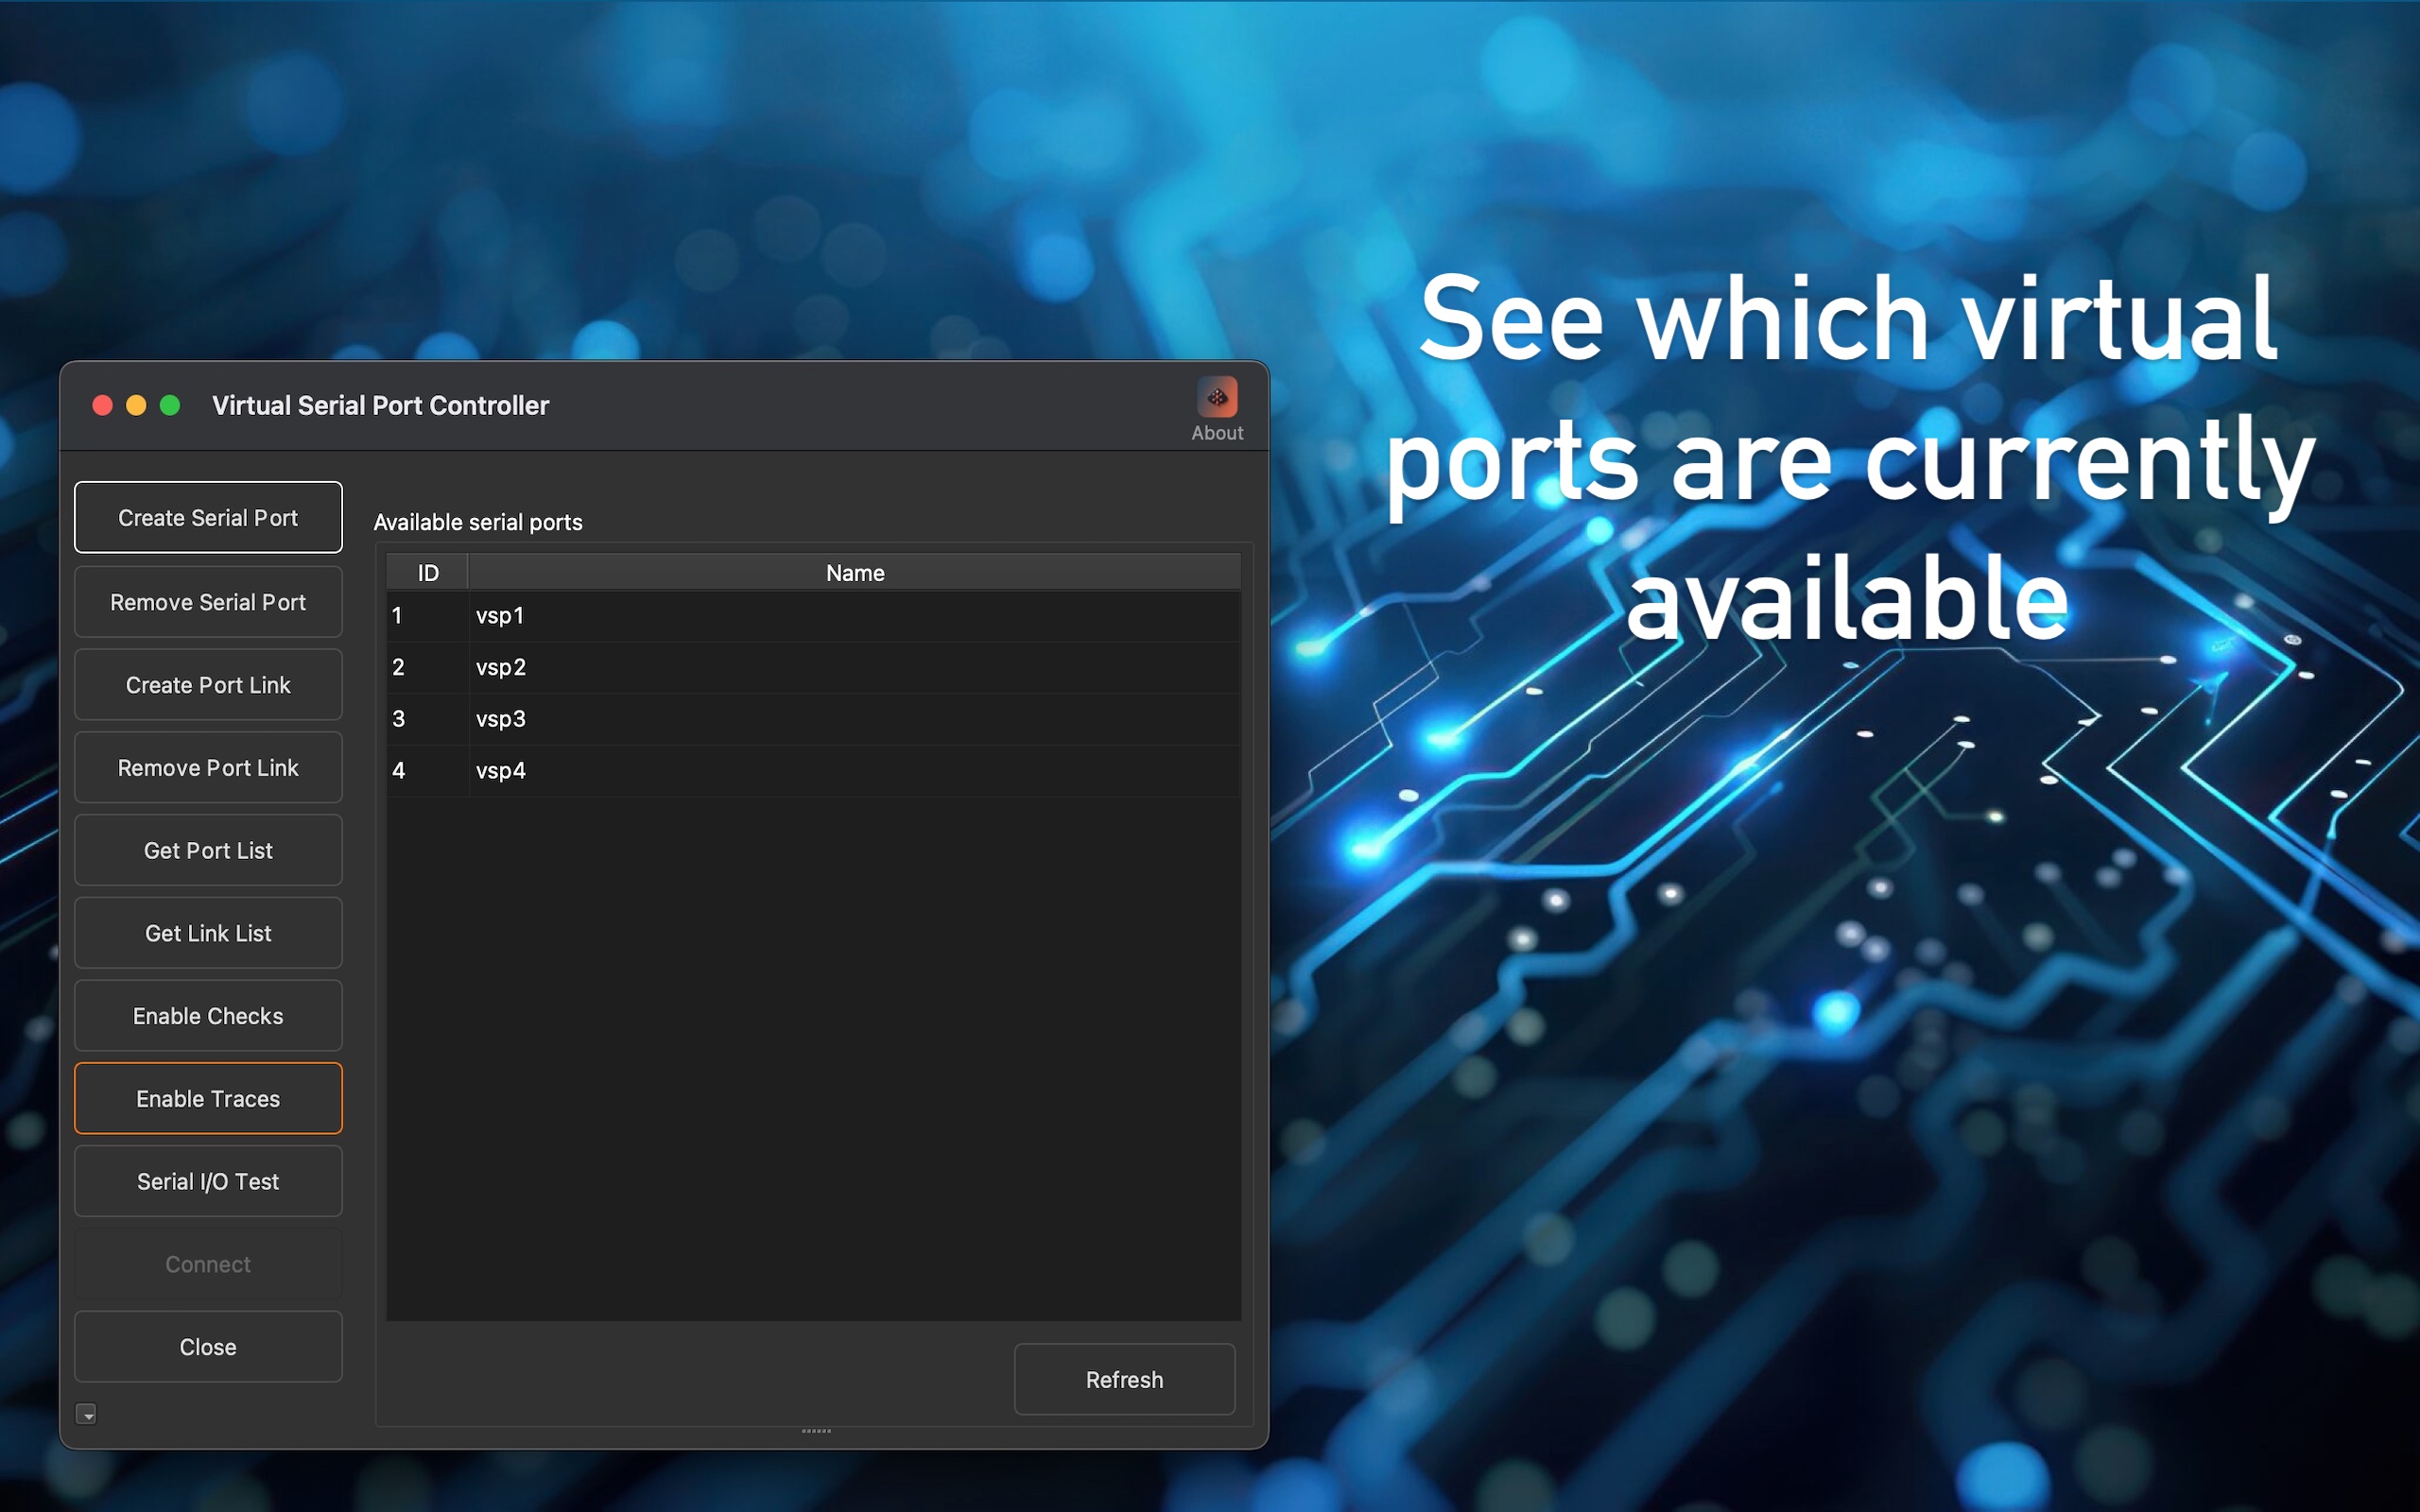 See which virtual
ports are currently
available
Virtual Serial Port Controller
About
Create Serial Port
Remove Serial Port
Create Port Link
Remove Port Link
Get Port List
Get Link List
Enable Checks
Enable Traces
Serial I/O Test
Connect
Close
Available serial ports
ID Name
1 vsp1
2 vsp2
3 vsp3
4 vsp4
Refresh